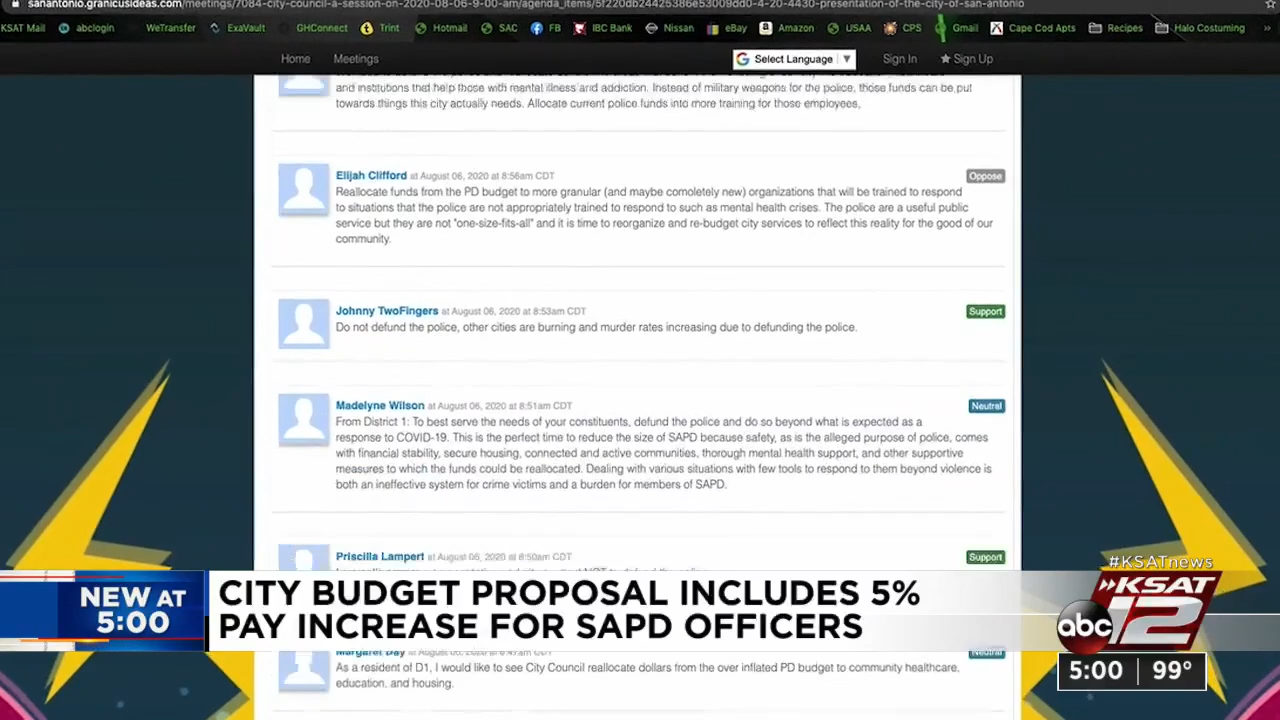 sanantonio.granicusideas.com/meetings/7084-city-council-a-session-on-2020-08-06-9-00-am/agenda_items/5f220db24425386e53009dd0-4-20-4430-presentation-of-the-city-of-san-antonio
KSAT Mail abclogin WeTransfer ExaVault GHConnect Trint Hotmail SAC FB IBC Bank Nissan eBay Amazon USAA CPS Gmail Cape Cod Apts Recipes Halo Costuming »
Home Meetings Select Language Sign In Sign Up
and institutions that help those with mental illness and addiction. Instead of military weapons for the police, those funds can be put
towards things this city actually needs. Allocate current police funds into more training for those employees,
Elijah Clifford at August 06, 2020 at 8:56am CDT Oppose
Reallocate funds from the PD budget to more granular (and maybe comoletely new) organizations that will be trained to respond
to situations that the police are not appropriately trained to respond to such as mental health crises. The police are a useful public
service but they are not "one-size-fits-all" and it is time to reorganize and re-budget city services to reflect this reality for the good of our
community.
Johnny TwoFingers at August 06, 2020 at 8:53am CDT Support
Do not defund the police, other cities are burning and murder rates increasing due to defunding the police.
Madelyne Wilson at August 06, 2020 at 8:51am CDT Neutral
From District 1: To best serve the needs of your constituents, defund the police and do so beyond what is expected as a
response to COVID-19. This is the perfect time to reduce the size of SAPD because safety, as is the alleged purpose of police, comes
with financial stability, secure housing, connected and active communities, thorough mental health support, and other supportive
measures to which the funds could be reallocated. Dealing with various situations with few tools to respond to them beyond violence is
both an ineffective system for crime victims and a burden for members of SAPD.
Priscilla Lampert at August 06, 2020 at 8:50am CDT Support
#KSATnews
NEW AT
5:00
CITY BUDGET PROPOSAL INCLUDES 5%
PAY INCREASE FOR SAPD OFFICERS
abc KSAT 12
5:00 99°
Margaret Day at August 06, 2020 at 8:47am CDT Neutral
As a resident of D1, I would like to see City Council reallocate dollars from the over inflated PD budget to community healthcare,
education, and housing.